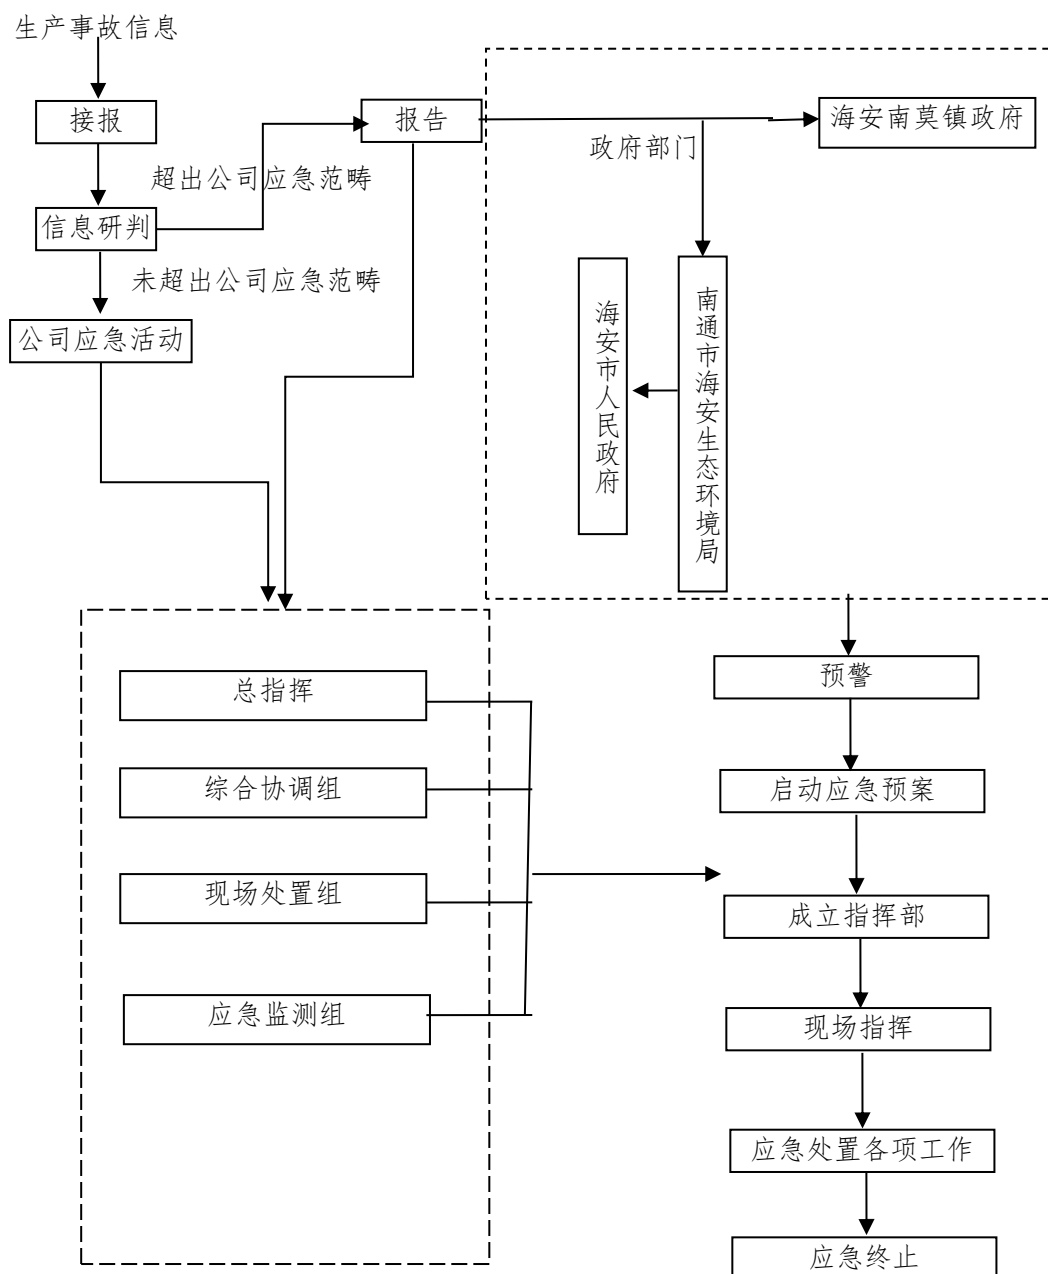 生产事故信息
接报
报告
海安南莫镇政府
政府部门
超出公司应急范畴
信息研判
未超出公司应急范畴
公司应急活动
海安市人民政府
南通市海安生态环境局
总指挥
综合协调组
现场处置组
应急监测组
预警
启动应急预案
成立指挥部
现场指挥
应急处置各项工作
应急终止